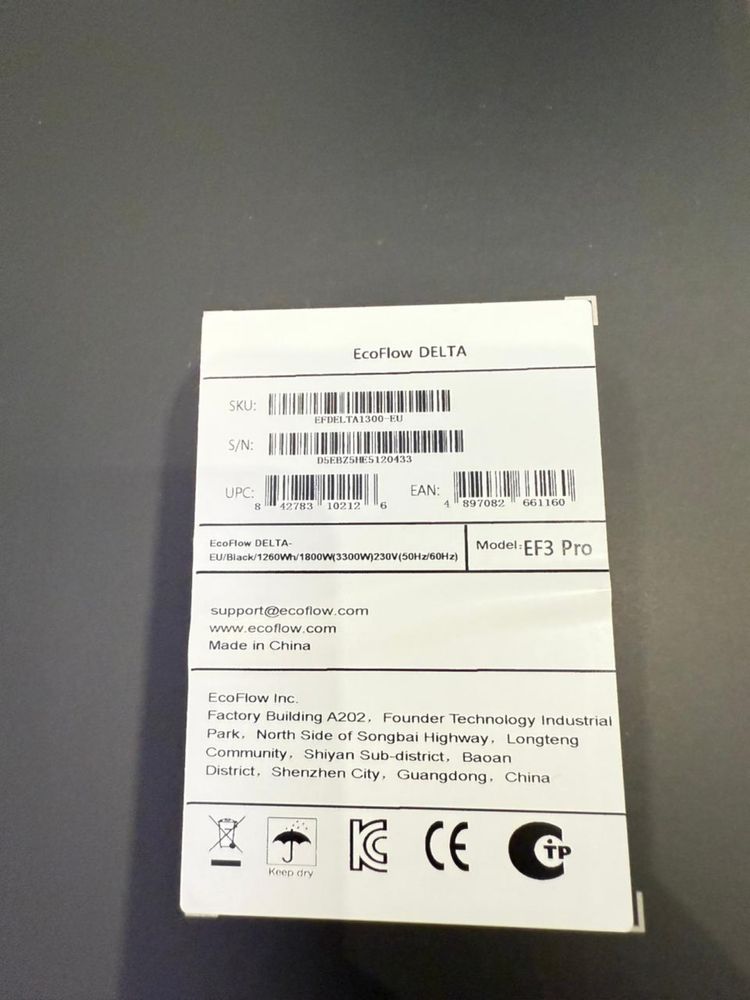 EcoFlow DELTA
SKU:
EFDELTA1300-EU
S/N:
D5EBZ5HE5120433
UPC: 8 42783 10212 6 EAN: 4 897082 661160
EcoFlow DELTA-
EU/Black/1260Wh/1800W(3300W)230V(50Hz/60Hz)
Model:EF3 Pro
support@ecoflow.com
www.ecoflow.com
Made in China
EcoFlow Inc.
Factory Building A202, Founder Technology Industrial
Park, North Side of Songbai Highway, Longteng
Community, Shiyan Sub-district, Baoan
District, Shenzhen City, Guangdong, China
Keep dry
KC
CE
CTP